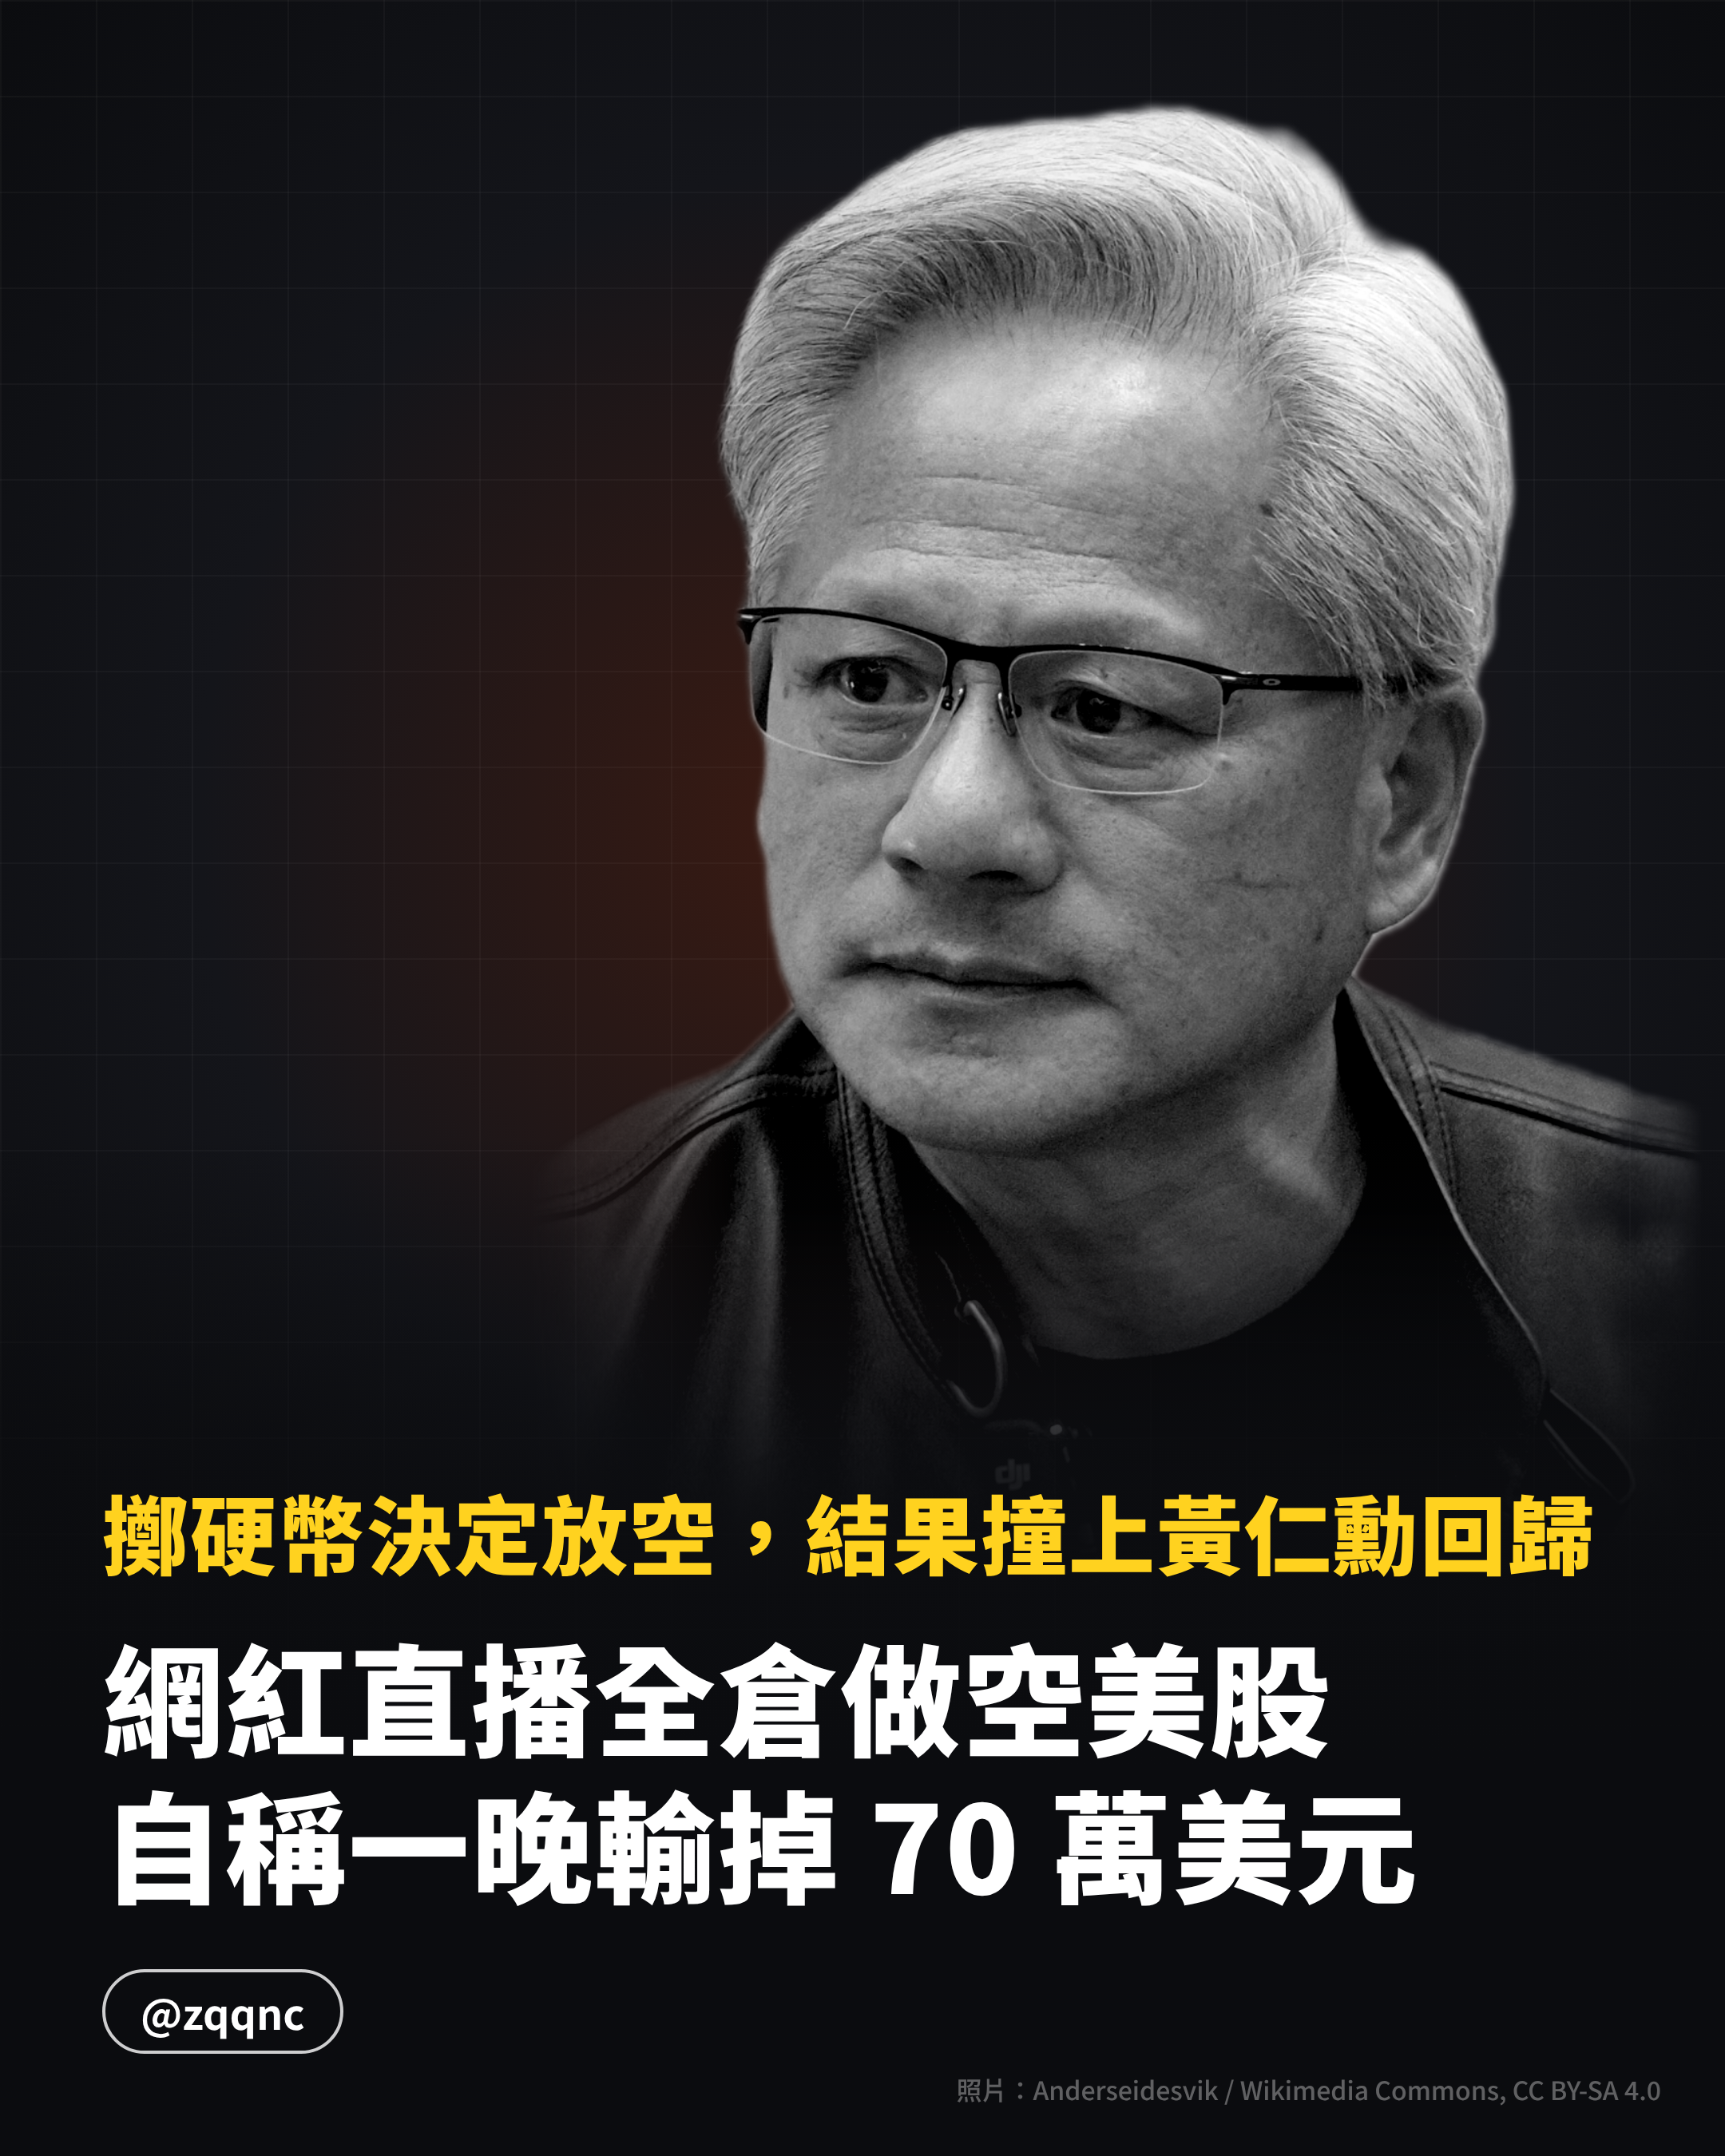 dji
擲硬幣決定放空，結果撞上黃仁勳回歸
網紅直播全倉做空美股
自稱一晚輸掉 70 萬美元
@zqqnc
照片：Anderseidesvik / Wikimedia Commons, CC BY-SA 4.0